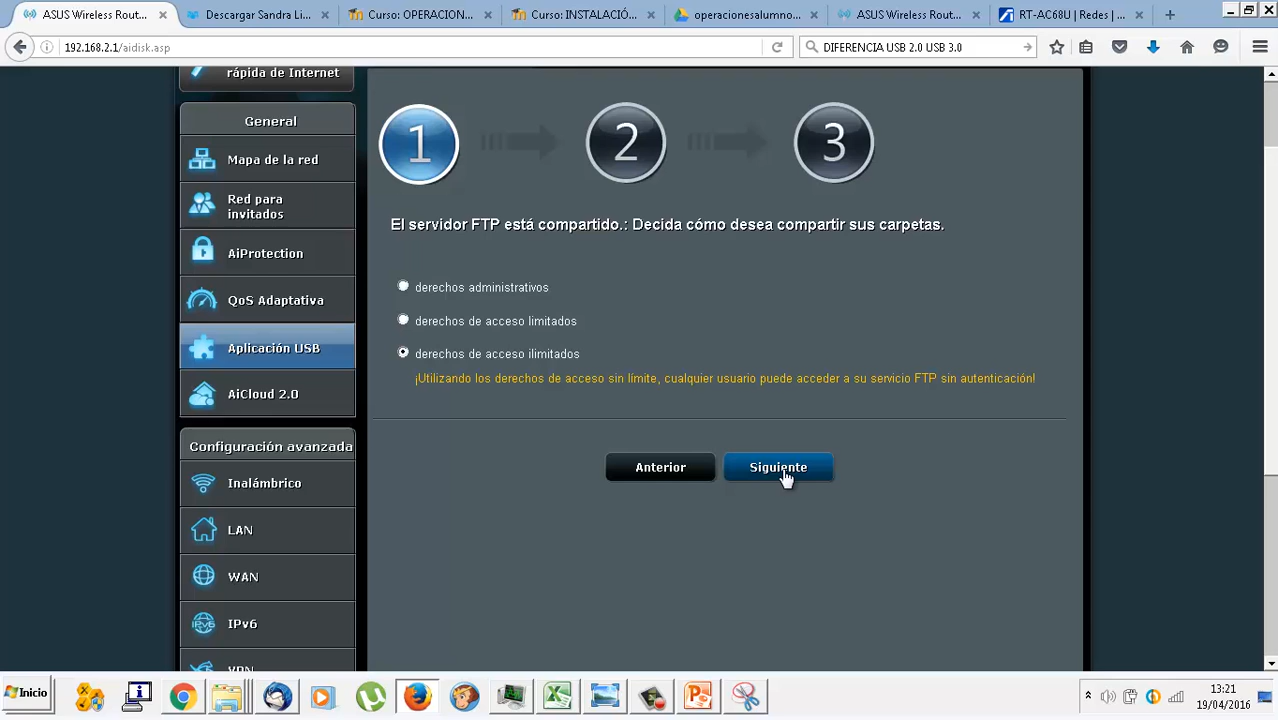 ASUS Wireless Rout...
Descargar Sandra Li...
Curso: OPERACION...
Curso: INSTALACIÓ...
operacionesalumno...
ASUS Wireless Rout...
RT-AC68U | Redes | ...
192.168.2.1/aidisk.asp
DIFERENCIA USB 2.0 USB 3.0
rápida de Internet
General
Mapa de la red
Red para
invitados
AiProtection
QoS Adaptativa
Aplicación USB
AiCloud 2.0
Configuración avanzada
Inalámbrico
LAN
WAN
IPv6
VPN
1
2
3
El servidor FTP está compartido.: Decida cómo desea compartir sus carpetas.
derechos administrativos
derechos de acceso limitados
derechos de acceso ilimitados
¡Utilizando los derechos de acceso sin límite, cualquier usuario puede acceder a su servicio FTP sin autenticación!
Anterior
Siguiente
Inicio
13:21
19/04/2016